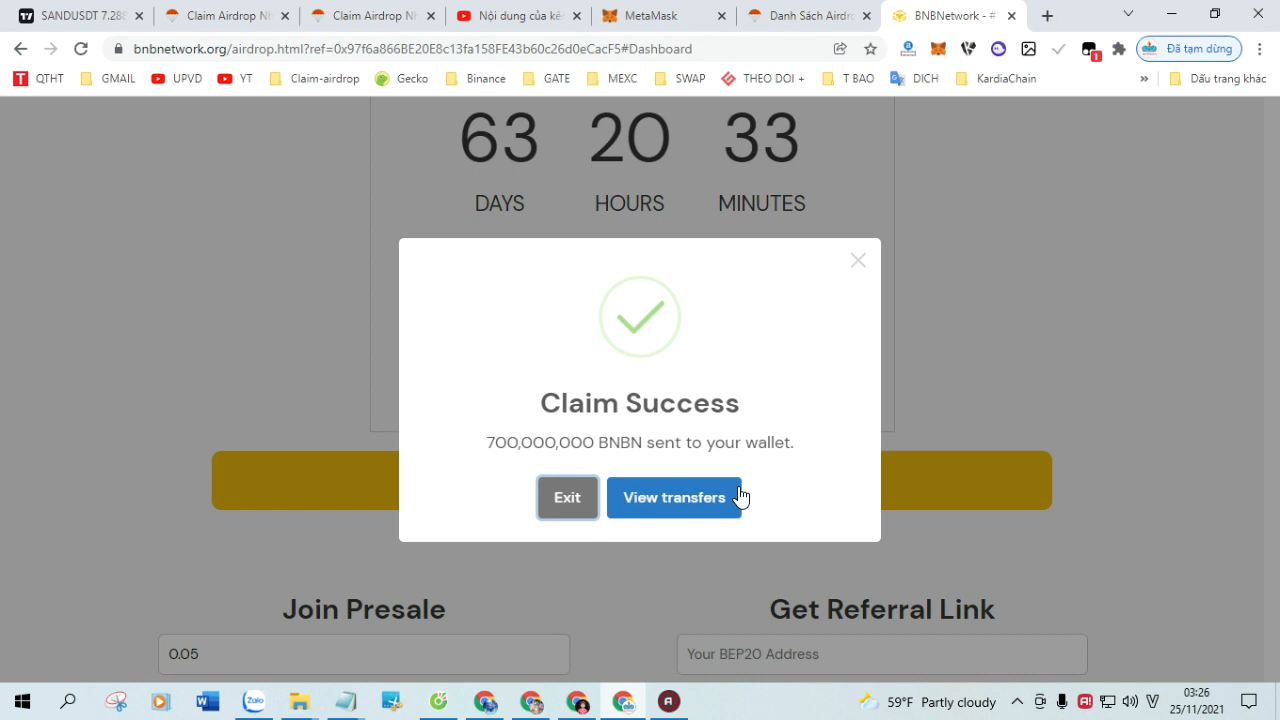 SANDUSDT 7.28
Claim Airdrop Nh
Claim Airdrop Nh
Nội dung của kê
MetaMask
Danh Sách Airdro
BNBNetwork - #
bnbnetwork.org/airdrop.html?ref=0x97f6a866BE20E8c13fa158FE43b60c26d0eCacF5#Dashboard
Đã tạm dừng
QTHT
GMAIL
UPVD
YT
Claim-airdrop
Gecko
Binance
GATE
MEXC
SWAP
THEO DOI +
T BAO
DICH
KardiaChain
»
Dấu trang khác
63 20 33
DAYS HOURS MINUTES
Claim Success
700,000,000 BNBN sent to your wallet.
Exit View transfers
Join Presale Get Referral Link
0.05 Your BEP20 Address
59°F Partly cloudy
03:26
25/11/2021